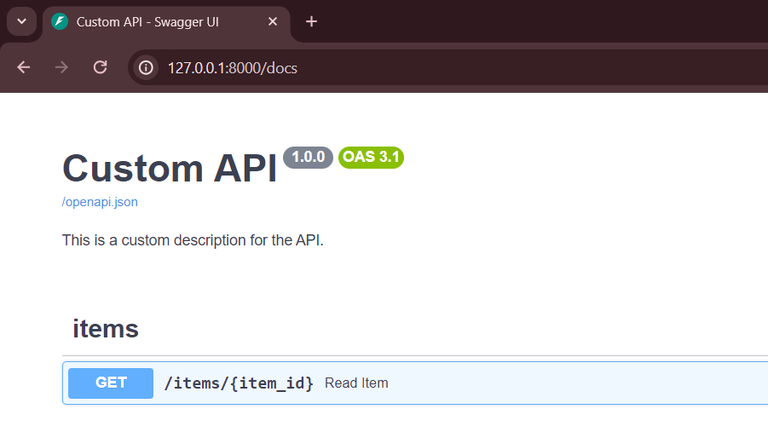 Custom API - Swagger UI
127.0.0.1:8000/docs
Custom API 1.0.0 OAS 3.1
/openapi.json
This is a custom description for the API.
items
GET /items/{item_id} Read Item